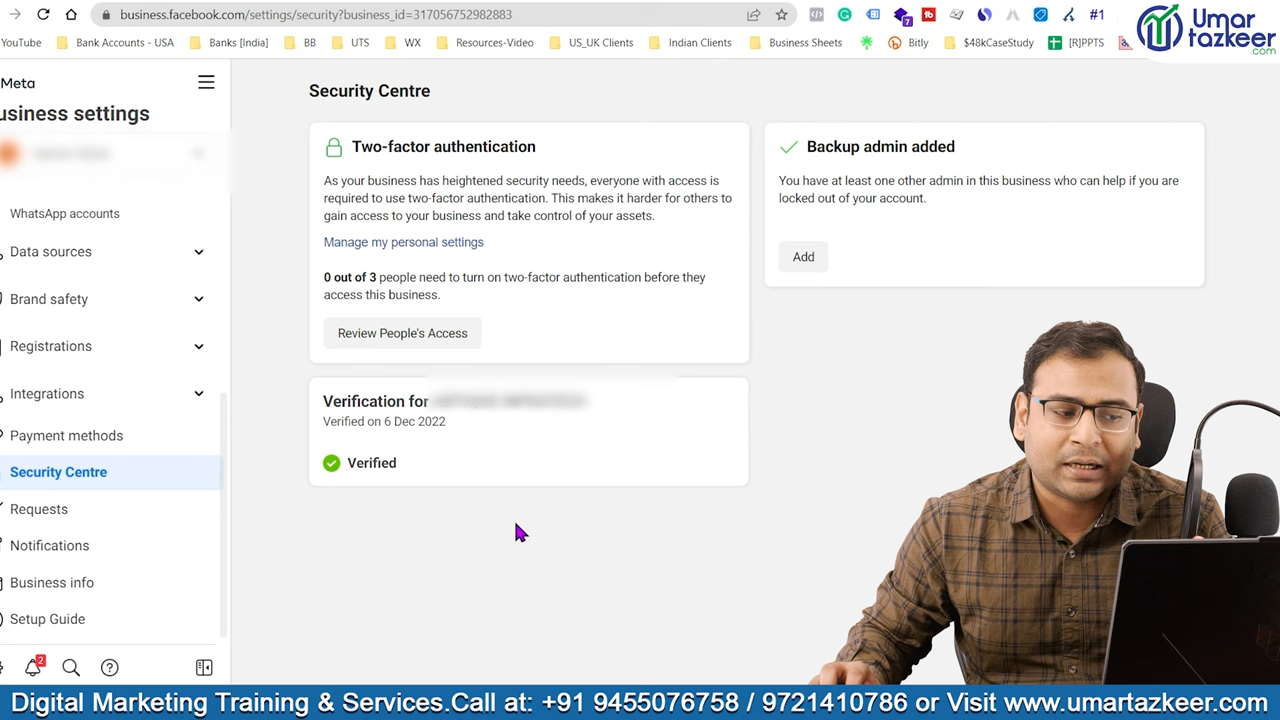 business.facebook.com/settings/security?business_id=317056752982883
7
#1
YouTube
Bank Accounts - USA
Banks [India]
BB
UTS
WX
Resources-Video
US_UK Clients
Indian Clients
Business Sheets
Bitly
$48kCaseStudy
[R]PPTS
Umar
tazkeer
.com
Meta
usiness settings
WhatsApp accounts
Data sources
Brand safety
Registrations
Integrations
Payment methods
Security Centre
Requests
Notifications
Business info
Setup Guide
2
Security Centre
Two-factor authentication
As your business has heightened security needs, everyone with access is
required to use two-factor authentication. This makes it harder for others to
gain access to your business and take control of your assets.
Manage my personal settings
0 out of 3 people need to turn on two-factor authentication before they
access this business.
Review People's Access
Backup admin added
You have at least one other admin in this business who can help if you are
locked out of your account.
Add
Verification for
Verified on 6 Dec 2022
Verified
Digital Marketing Training & Services.Call at: +91 9455076758 / 9721410786 or Visit www.umartazkeer.com